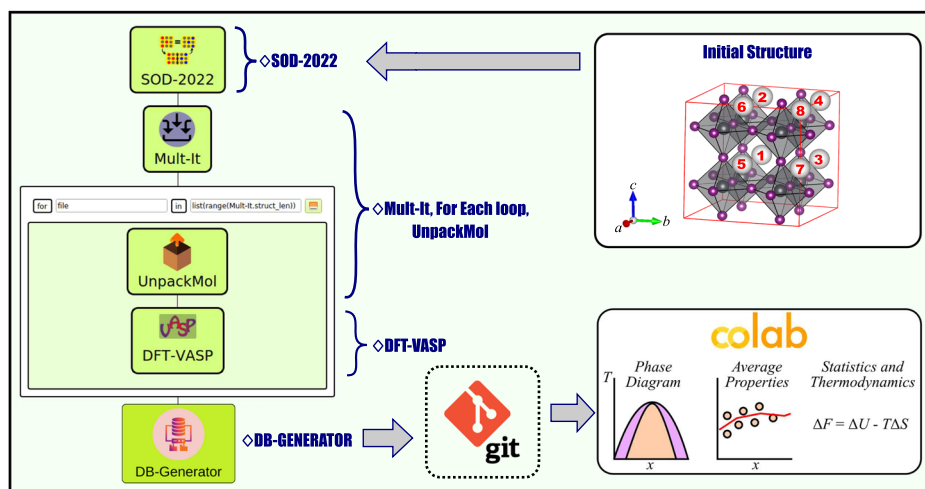 SOD-2022
◇SOD-2022
Initial Structure
2
4
6
8
1
3
5
7
c
a
b
Mult-It
for
file
in
list(range(Mult-It.struct_len))
◇Mult-It, For Each loop,
UnpackMol
UnpackMol
VASP
DFT-VASP
◇DFT-VASP
DB-Generator
◇DB-GENERATOR
git
colab
Phase
Diagram
T
x
Average
Properties
x
Statistics and
Thermodynamics
ΔF = ΔU - TΔS